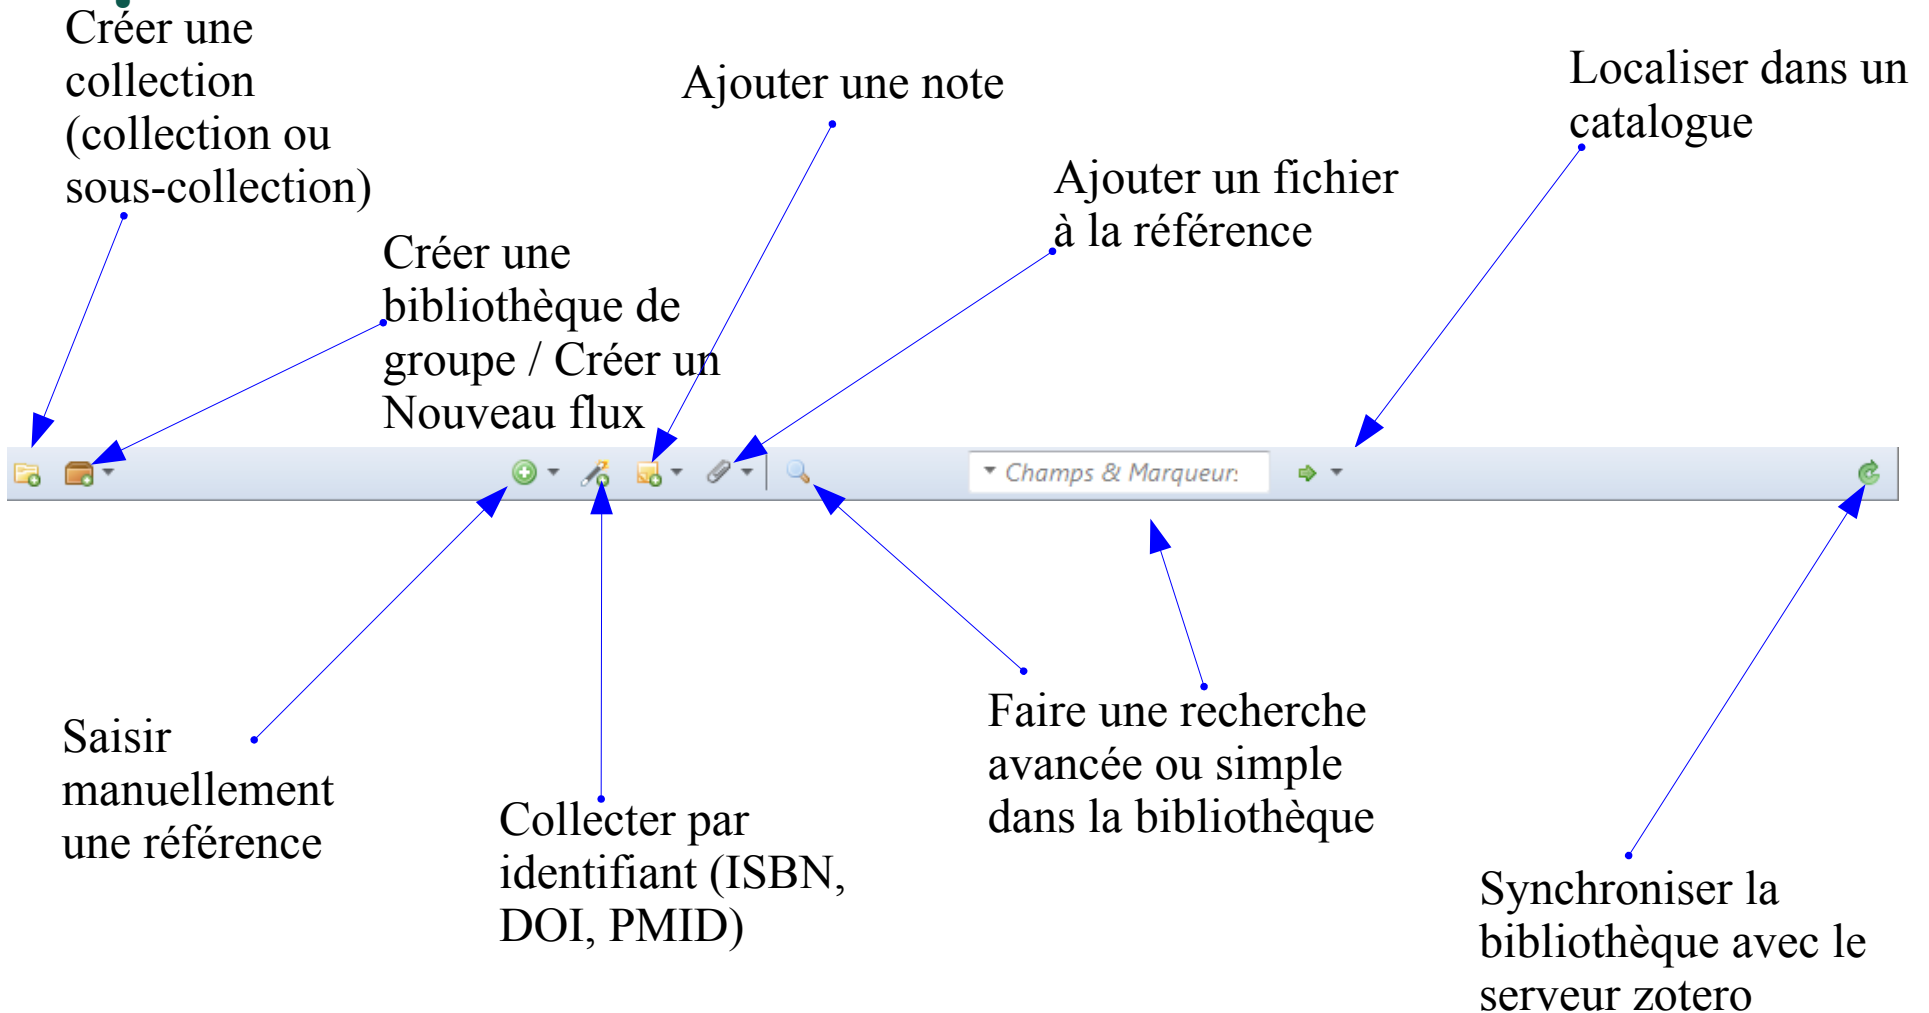 Créer une
collection
(collection ou
sous-collection)
Ajouter une note
Localiser dans un
catalogue
Ajouter un fichier
à la référence
Créer une
bibliothèque de
groupe / Créer un
Nouveau flux
Champs & Marqueur:
Saisir
manuellement
une référence
Collecter par
identifiant (ISBN,
DOI, PMID)
Faire une recherche
avancée ou simple
dans la bibliothèque
Synchroniser la
bibliothèque avec le
serveur zotero